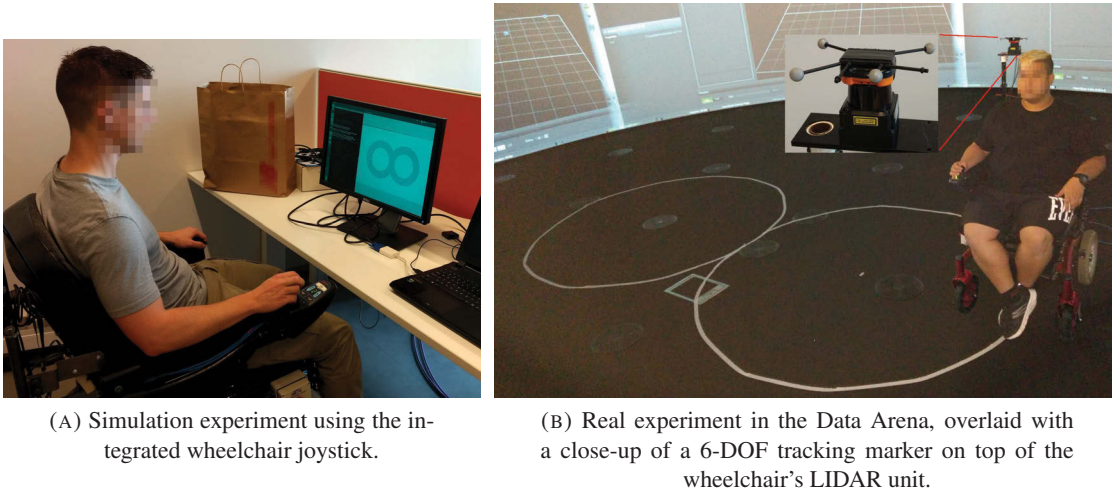 EVE
(A) Simulation experiment using the in-
tegrated wheelchair joystick.
(B) Real experiment in the Data Arena, overlaid with
a close-up of a 6-DOF tracking marker on top of the
wheelchair's LIDAR unit.